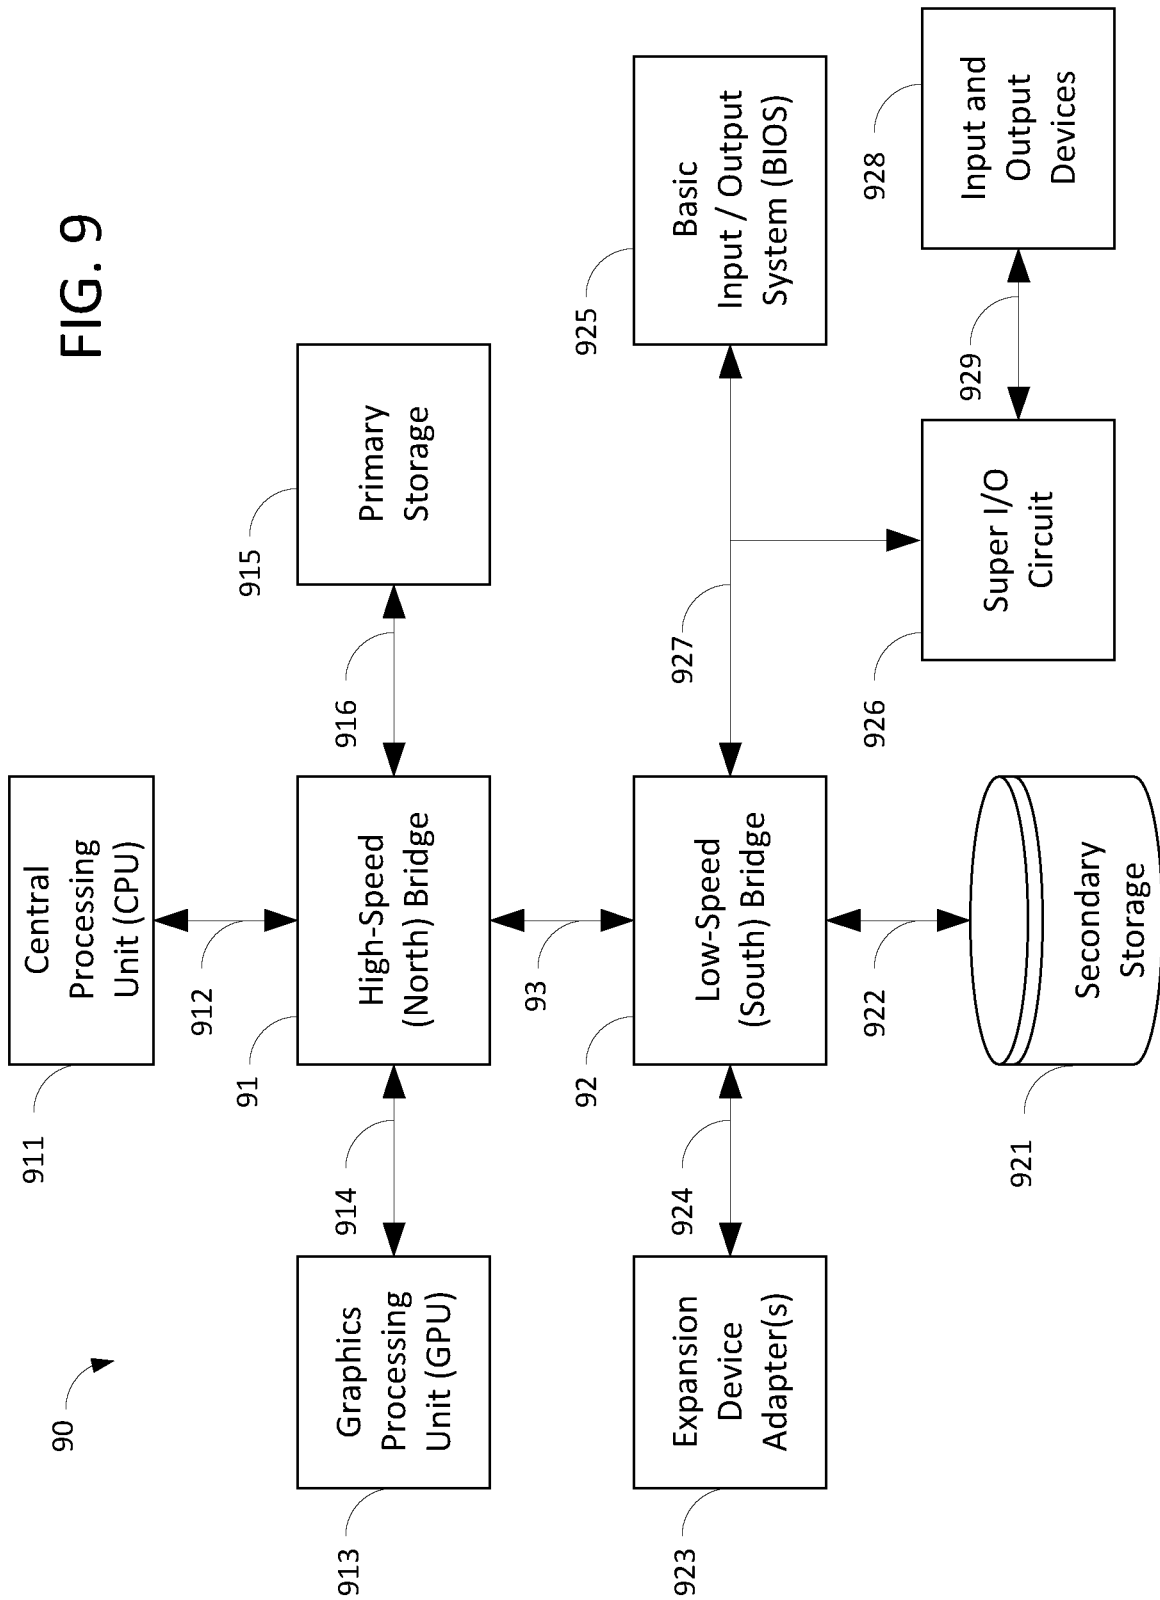 FIG. 9
90
911
Central
Processing
Unit (CPU)
912
913
Graphics
Processing
Unit (GPU)
914
91
High-Speed
(North) Bridge
916
915
Primary
Storage
93
923
Expansion
Device
Adapter(s)
924
92
Low-Speed
(South) Bridge
927
925
Basic
Input / Output
System (BIOS)
922
921
Secondary
Storage
926
Super I/O
Circuit
929
928
Input and
Output
Devices